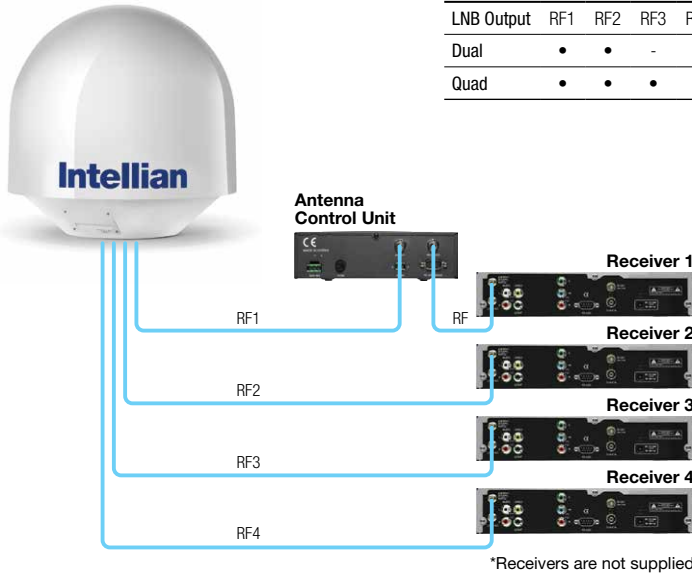 LNB Output RF1 RF2 RF3
Dual • • -
Quad • • •
Intellian
Antenna
Control Unit
CE
Receiver 1
RF1 RF
Receiver 2
RF2
Receiver 3
RF3
Receiver 4
RF4
*Receivers are not supplied